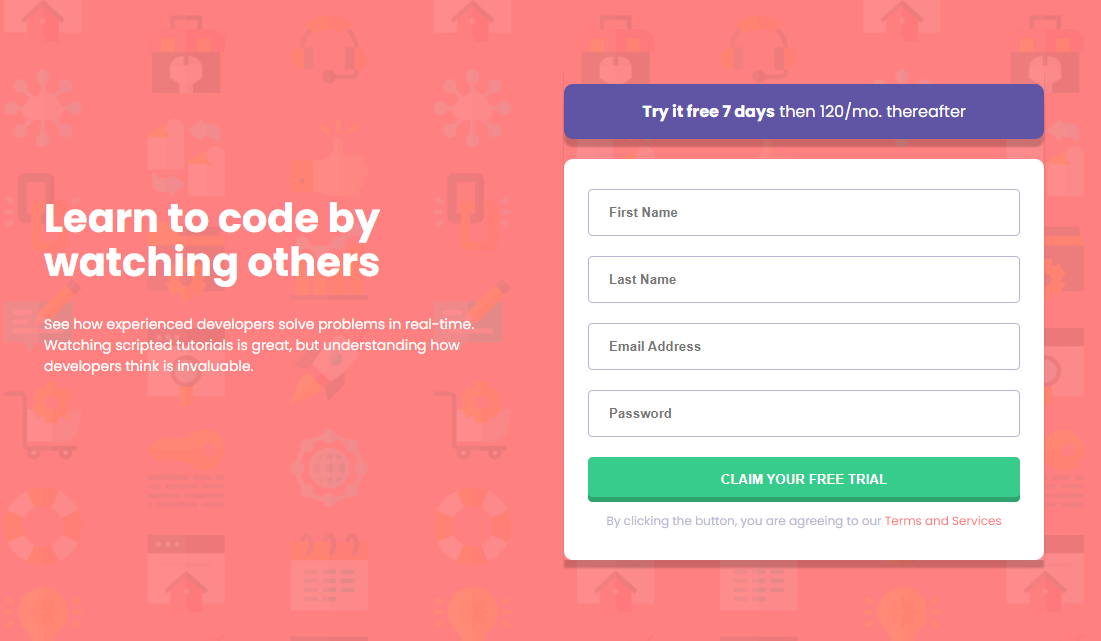 Learn to code by
watching others
See how experienced developers solve problems in real-time.
Watching scripted tutorials is great, but understanding how
developers think is invaluable.
Try it free 7 days then 120/mo. thereafter
First Name
Last Name
Email Address
Password
CLAIM YOUR FREE TRIAL
By clicking the button, you are agreeing to our Terms and Services